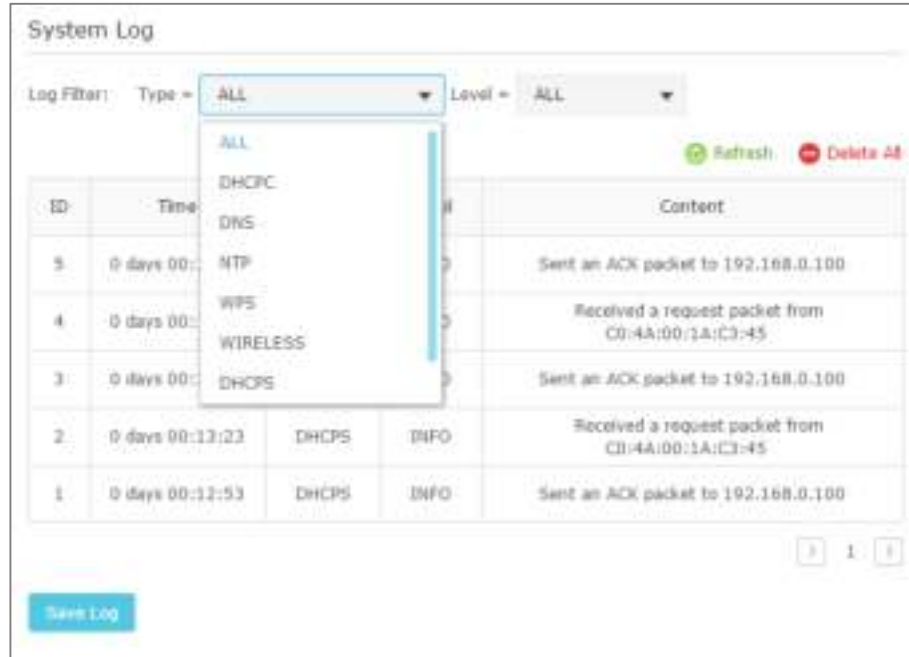 System Log
Log Filter: Type = ALL Level = ALL
ALL
DHCPC
DNS
NTP
WPS
WIRELESS
DHCPS
Refresh Delete All
ID Time Content
5 0 days 00: Sent an ACK packet to 192.168.0.100
4 0 days 00: Received a request packet from
C0:4A:00:1A:C3:45
3 0 days 00: Sent an ACK packet to 192.168.0.100
2 0 days 00:13:23 DHCPS INFO Received a request packet from
C0:4A:00:1A:C3:45
1 0 days 00:12:53 DHCPS INFO Sent an ACK packet to 192.168.0.100
1
Save Log